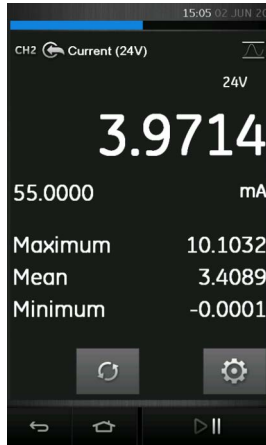 15:05 02 JUN 20
CH2 Current (24V)
24V
3.9714
55.0000 mA
Maximum 10.1032
Mean 3.4089
Minimum -0.0001